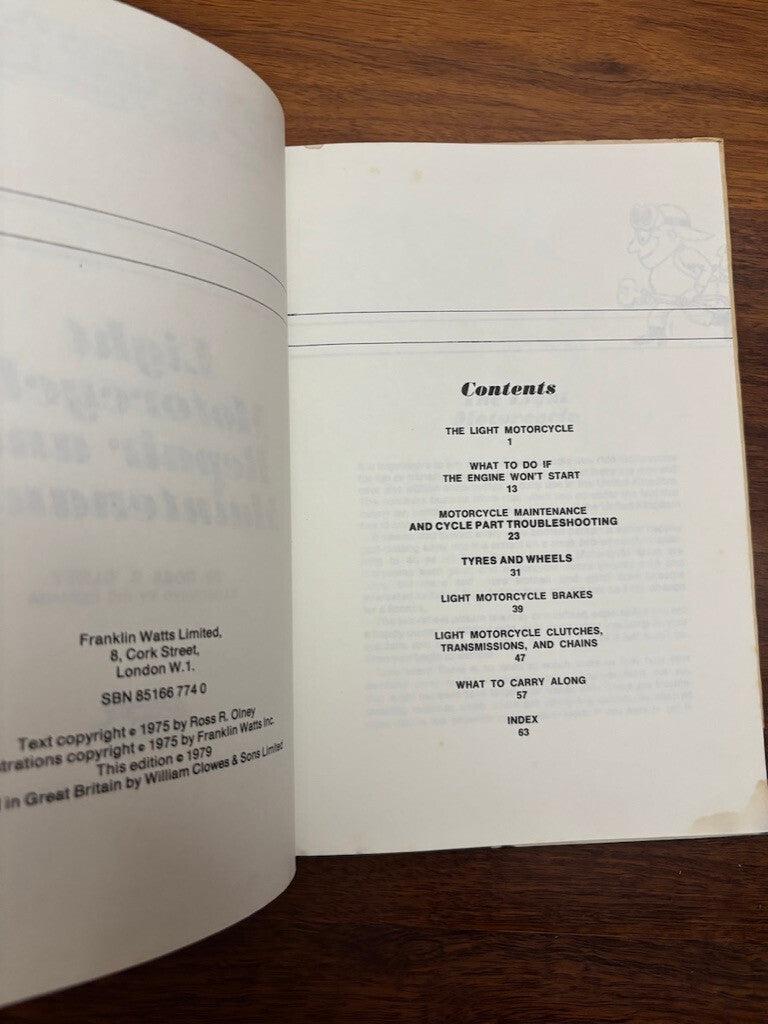 Franklin Watts Limited,
8, Cork Street,
London W.1.
SBN 85166 774 0
Text copyright © 1975 by Ross R. Olney
trations copyright © 1975 by Franklin Watts Inc.
This edition © 1979
in Great Britain by William Clowes & Sons Limited
Contents
THE LIGHT MOTORCYCLE
1
WHAT TO DO IF
THE ENGINE WON'T START
13
MOTORCYCLE MAINTENANCE
AND CYCLE PART TROUBLESHOOTING
23
TYRES AND WHEELS
31
LIGHT MOTORCYCLE BRAKES
39
LIGHT MOTORCYCLE CLUTCHES,
TRANSMISSIONS, AND CHAINS
47
WHAT TO CARRY ALONG
57
INDEX
63